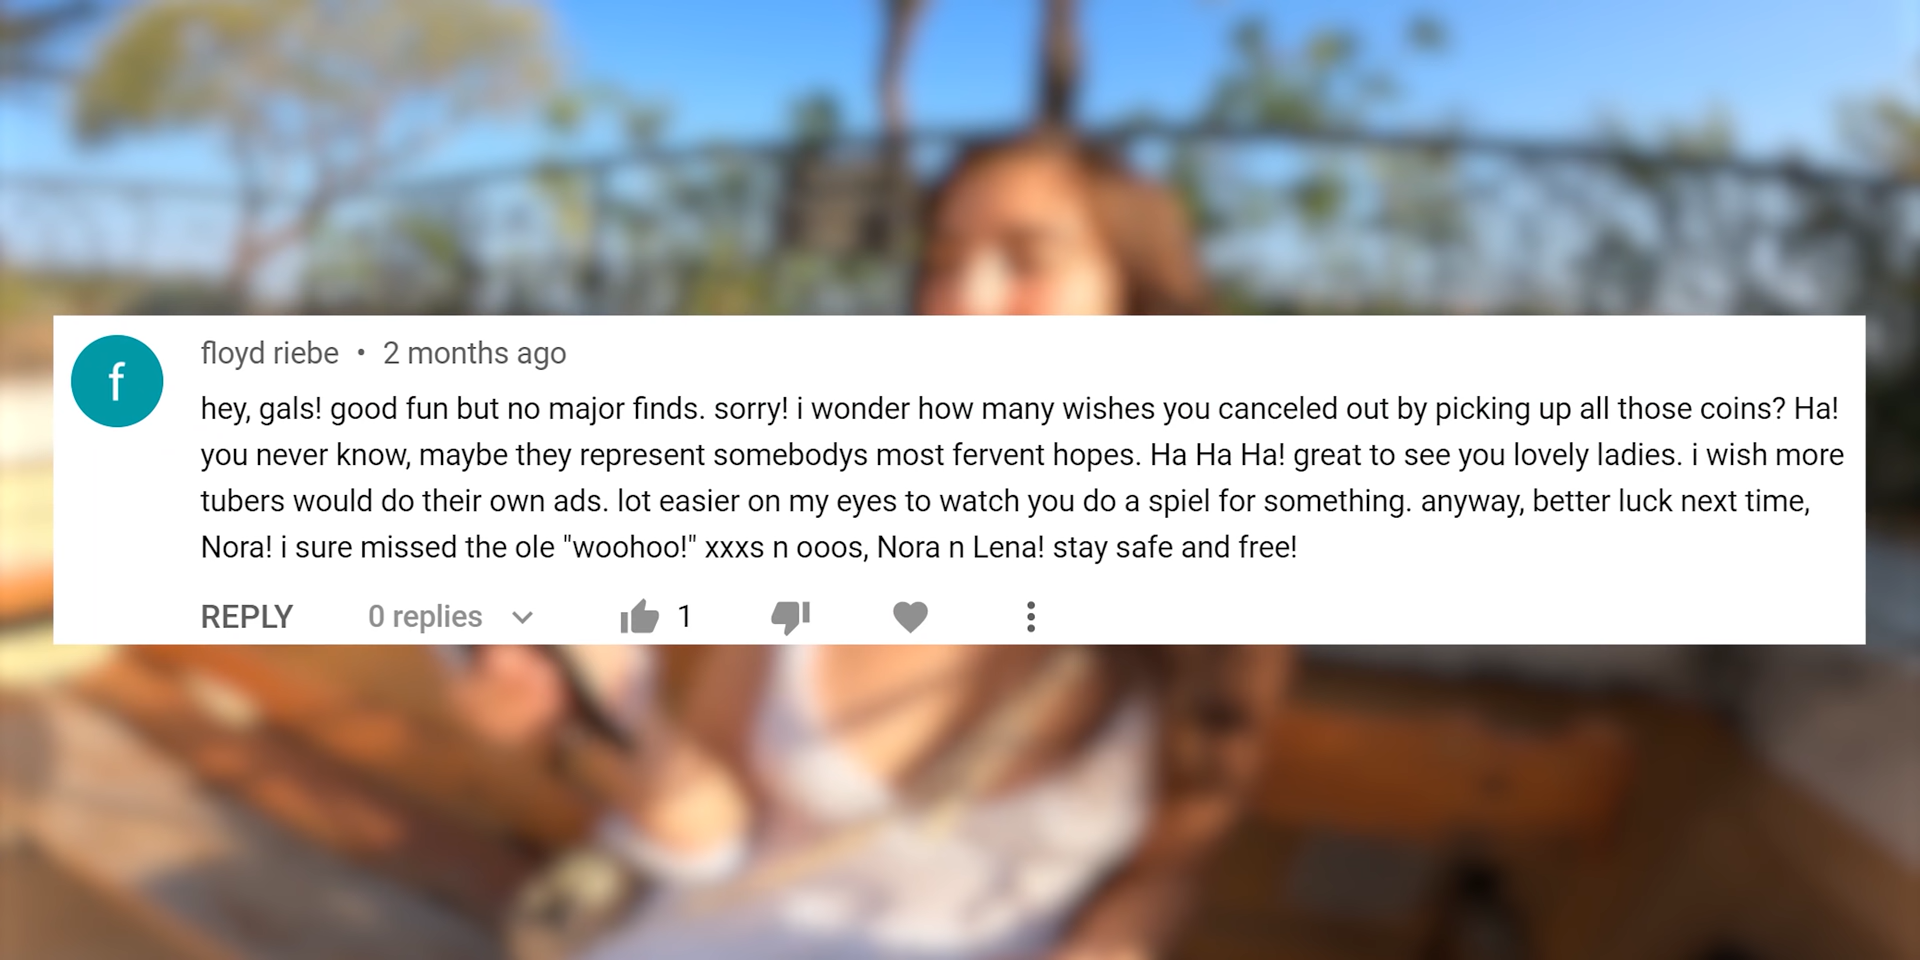 f
floyd riebe • 2 months ago
hey, gals! good fun but no major finds. sorry! i wonder how many wishes you canceled out by picking up all those coins? Ha!
you never know, maybe they represent somebodys most fervent hopes. Ha Ha Ha! great to see you lovely ladies. i wish more
tubers would do their own ads. lot easier on my eyes to watch you do a spiel for something. anyway, better luck next time,
Nora! i sure missed the ole "woohoo!" xxxs n ooos, Nora n Lena! stay safe and free!
REPLY 0 replies 1